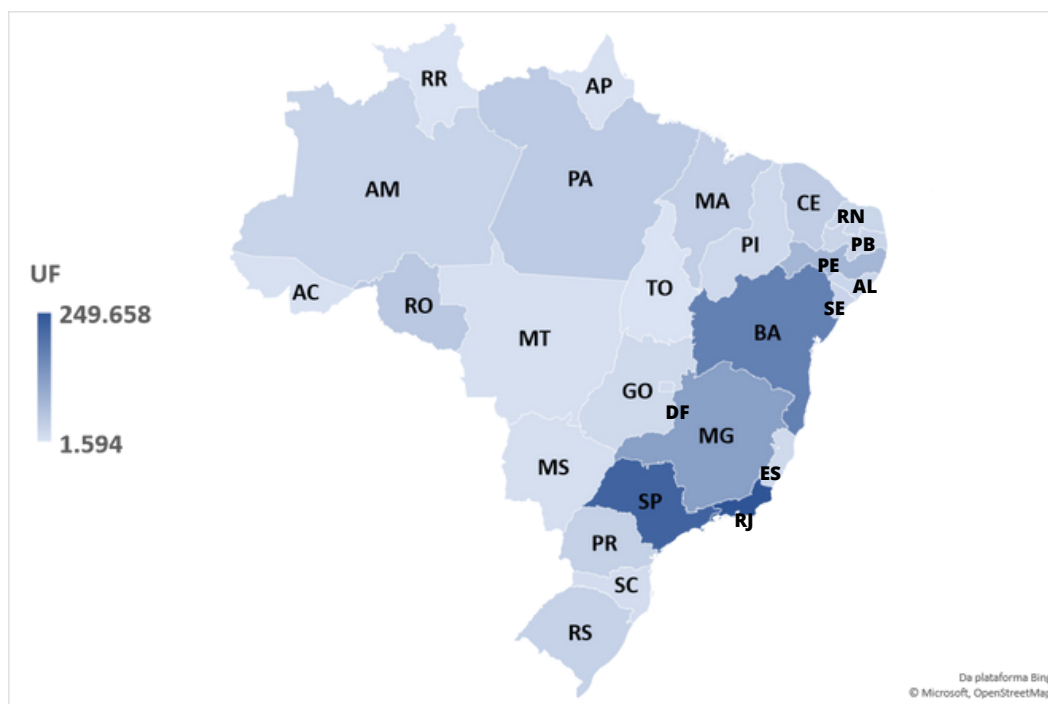 RR
AP
AM
PA
MA
CE
RN
PI
PB
PE
AL
AC
RO
TO
SE
MT
BA
GO
DF
MG
MS
ES
SP
RJ
PR
SC
RS
UF
249.658
1.594
Da plataforma Bing
© Microsoft, OpenStreetMap